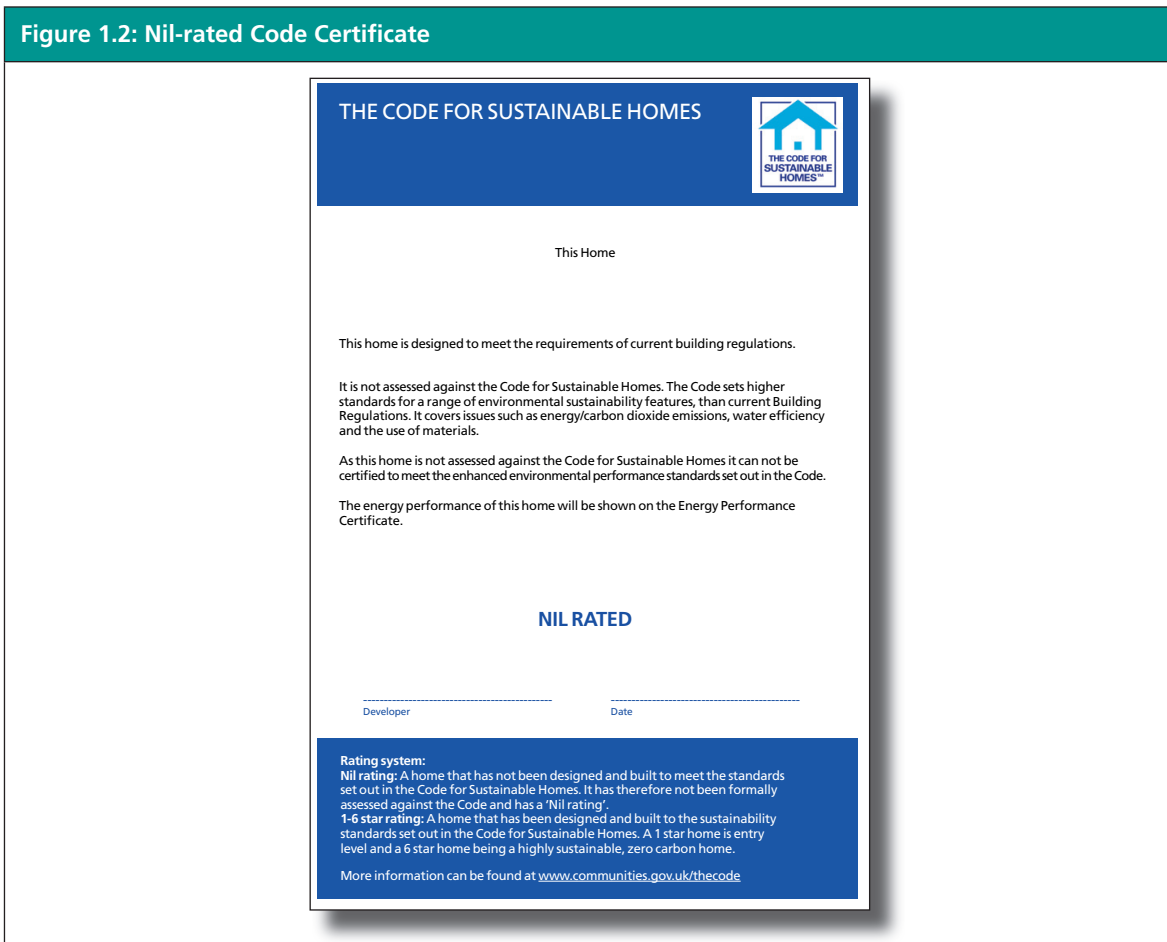 Figure 1.2: Nil-rated Code Certificate
THE CODE FOR SUSTAINABLE HOMES
THE CODE FOR
SUSTAINABLE
HOMES™
This Home
This home is designed to meet the requirements of current building regulations.
It is not assessed against the Code for Sustainable Homes. The Code sets higher
standards for a range of environmental sustainability features, than current Building
Regulations. It covers issues such as energy/carbon dioxide emissions, water efficiency
and the use of materials.
As this home is not assessed against the Code for Sustainable Homes it can not be
certified to meet the enhanced environmental performance standards set out in the Code.
The energy performance of this home will be shown on the Energy Performance
Certificate.
NIL RATED
Developer
Date
Rating system:
Nil rating: A home that has not been designed and built to meet the standards
set out in the Code for Sustainable Homes. It has therefore not been formally
assessed against the Code and has a ‘Nil rating’.
1-6 star rating: A home that has been designed and built to the sustainability
standards set out in the Code for Sustainable Homes. A 1 star home is entry
level and a 6 star home being a highly sustainable, zero carbon home.
More information can be found at www.communities.gov.uk/thecode